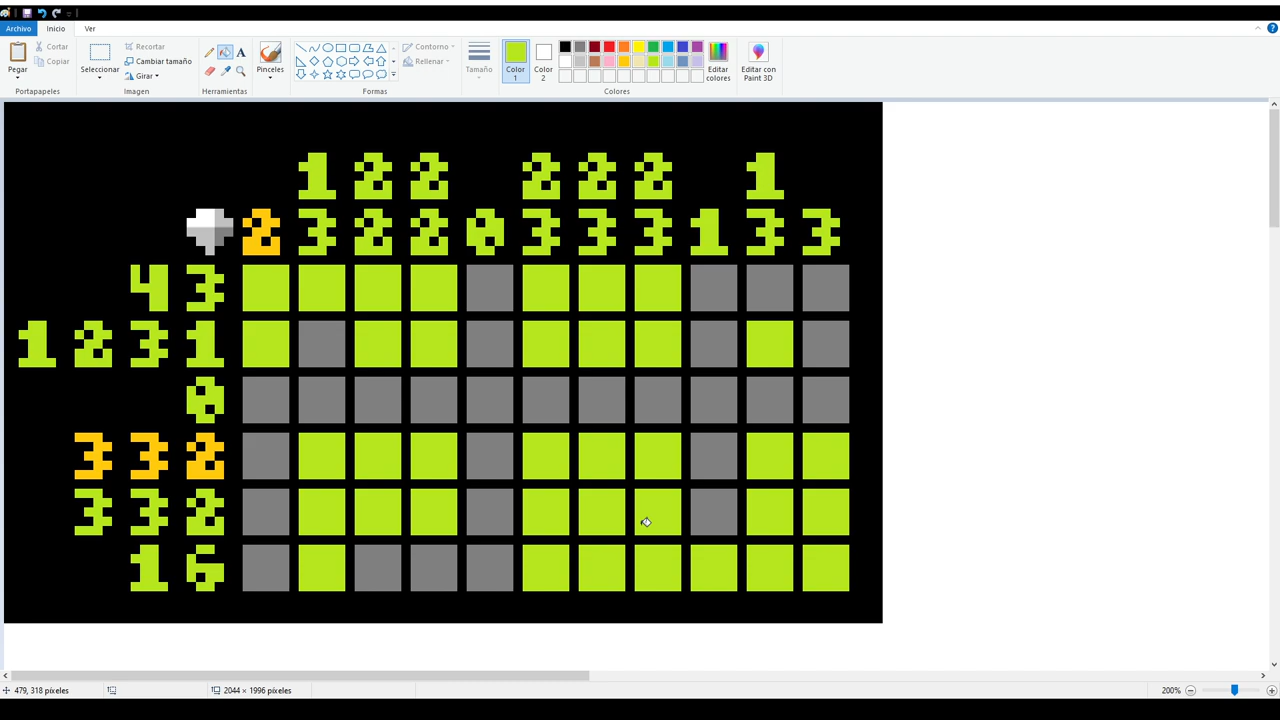 Archivo Inicio Ver
Pegar
Cortar
Copiar
Portapapeles
Seleccionar
Recortar
Cambiar tamaño
Girar
Imagen
A
Herramientas
Pinceles
Contorno
Rellenar
Formas
Tamaño
Color
1
Color
2
Editar
colores
Colores
Editar con
Paint 3D
1 2 2 2 2 2 1
2 3 2 2 0 3 3 3 1 3 3
4 3
1 2 3 1
0
3 3 2
3 3 2
1 6
479, 318 píxeles
2044 × 1996 píxeles
200%